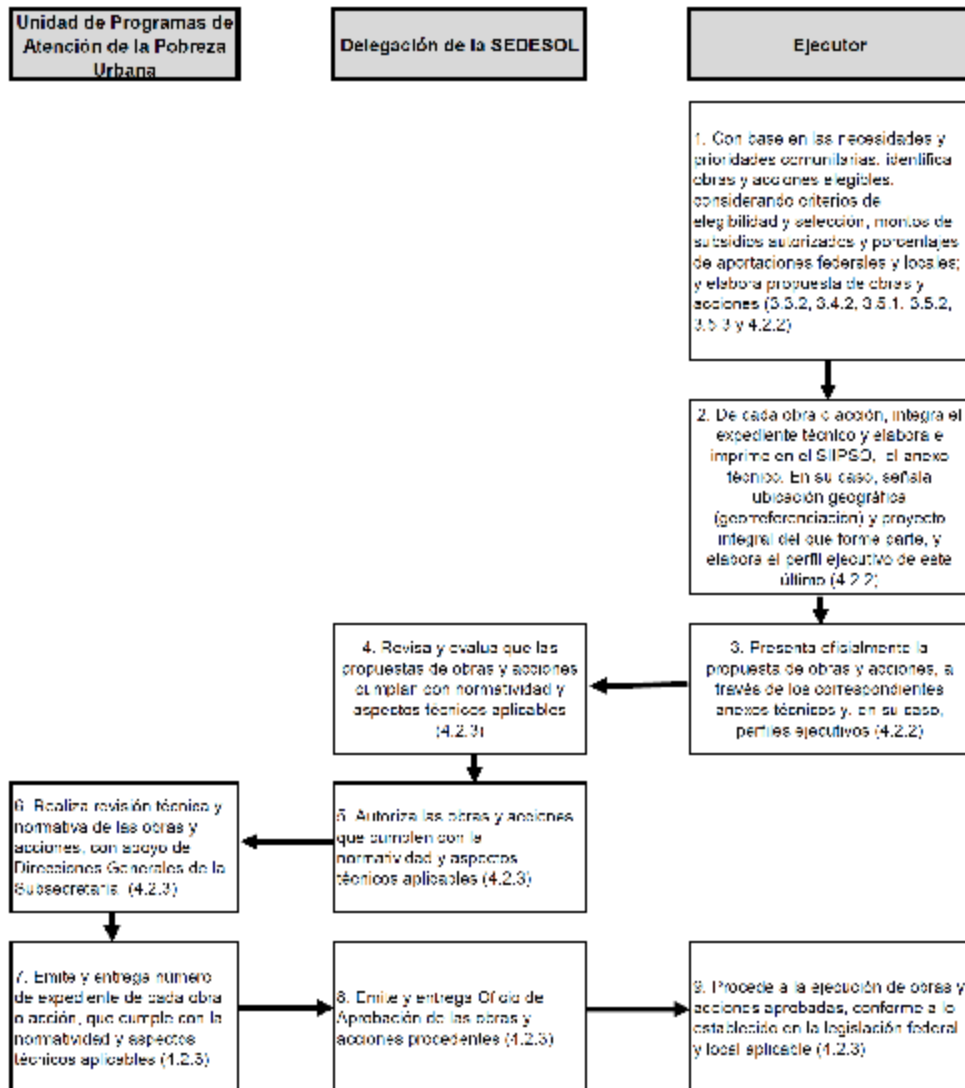 Unidad de Programas de
Atención de la Pobreza
Urbana
Delegación de la SEDESOL
Ejecutor
1. Con base en las necesidades y
prioridades comunitarias, identifica
obras y acciones elegibles,
considerando criterios de
elegibilidad y selección, montos de
subsidios autorizados y porcentajes
de aportaciones federales y locales;
y elabora propuesta de obras y
acciones (3.3.2, 3.4.2, 3.5.1, 3.5.2,
3.5.3 y 4.2.2)
2. De cada obra o acción, integra el
expediente técnico y elabora e
imprime en el SIIPSO, el anexo
técnico. En su caso, señala
ubicación geográfica
(georreferenciación) y proyecto
integral del que forme parte, y
elabora el perfil ejecutivo de este
último (4.2.2)
3. Presenta oficialmente la
propuesta de obras y acciones, a
través de los correspondientes
anexos técnicos y, en su caso,
perfiles ejecutivos (4.2.2)
4. Revisa y evalua que las
propuestas de obras y acciones
cumplan con normatividad y
aspectos técnicos aplicables
(4.2.3)
5. Autoriza las obras y acciones
que cumplen con la
normatividad y aspectos
técnicos aplicables (4.2.3)
6. Realiza revisión técnica y
normativa de las obras y
acciones, con apoyo de
Direcciones Generales de la
Subsecretaría (4.2.3)
7. Emite y entrega número
de expediente de cada obra
o acción, que cumple con la
normatividad y aspectos
técnicos aplicables (4.2.3)
8. Emite y entrega Oficio de
Aprobación de las obras y
acciones procedentes (4.2.3)
9. Procede a la ejecución de obras y
acciones aprobadas, conforme a lo
establecido en la legislación federal
y local aplicable (4.2.3)